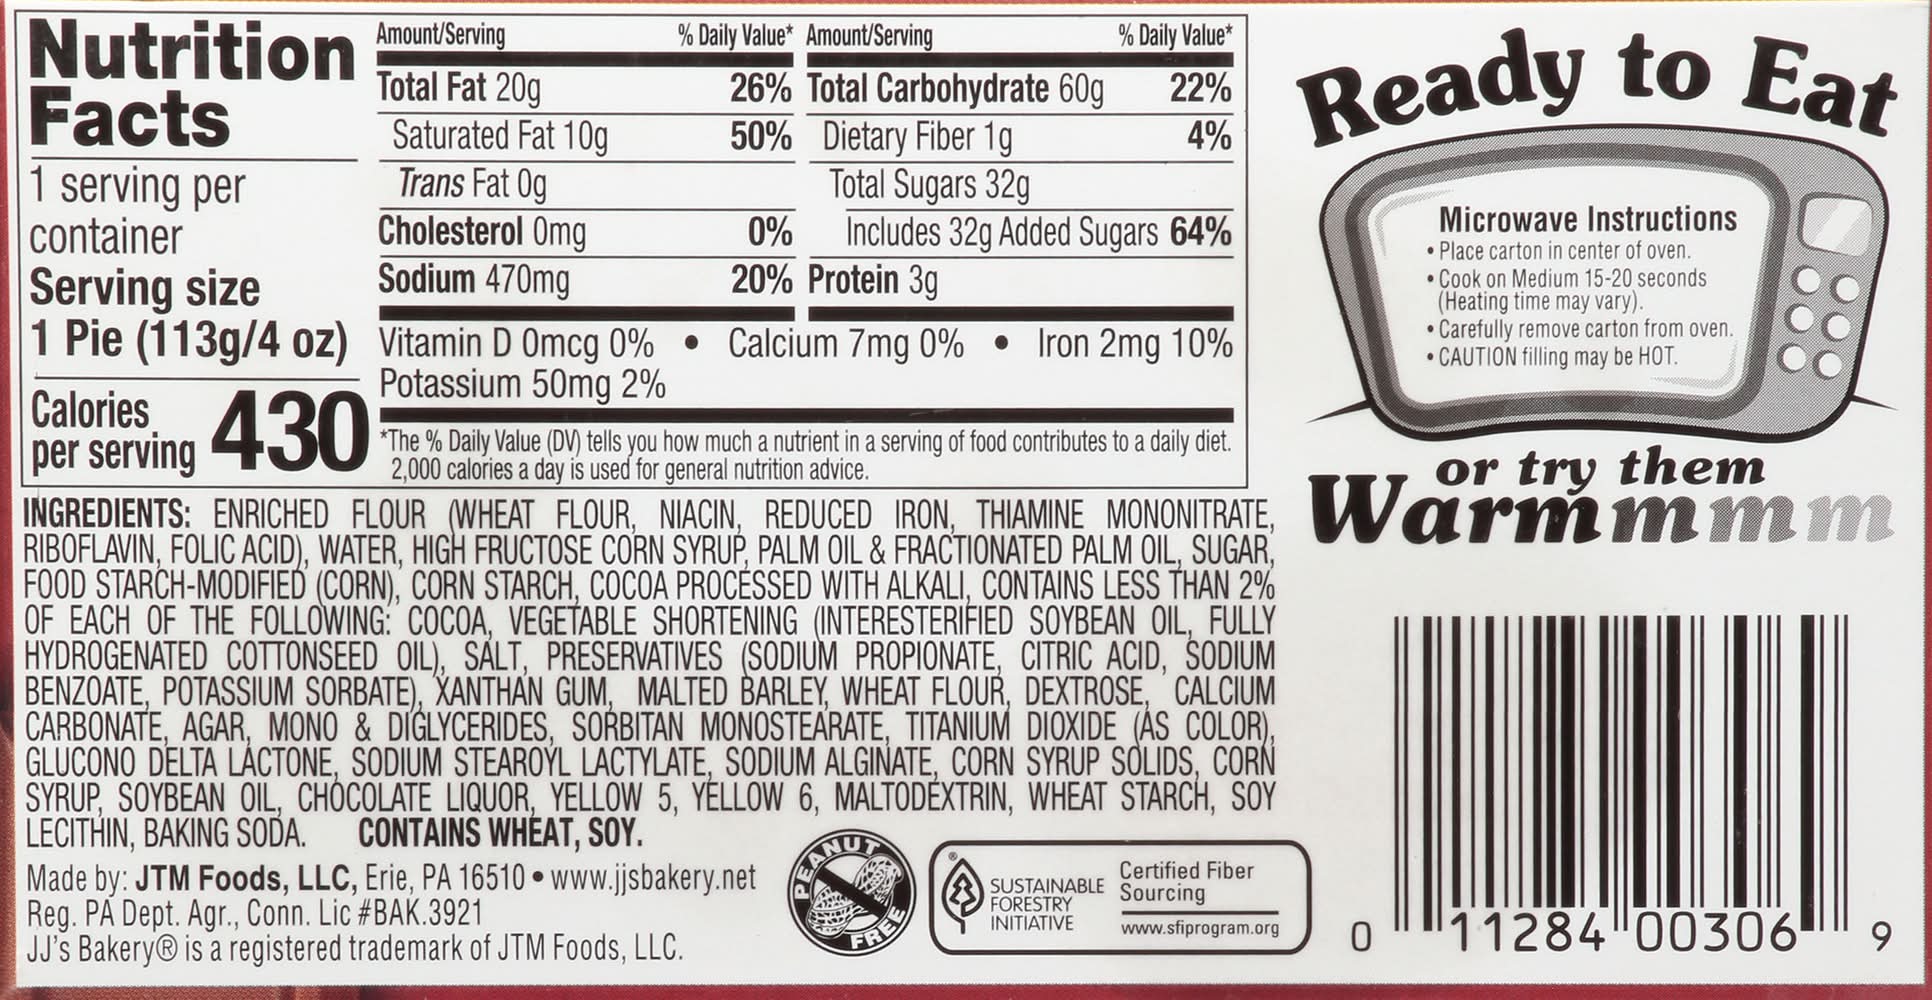 Nutrition
Facts
1 serving per
container
Serving size
1 Pie (113g/4 oz)
Calories
per serving 430
Amount/Serving % Daily Value*
Total Fat 20g 26%
Saturated Fat 10g 50%
Trans Fat 0g
Cholesterol 0mg 0%
Sodium 470mg 20%
Amount/Serving % Daily Value*
Total Carbohydrate 60g 22%
Dietary Fiber 1g 4%
Total Sugars 32g
Includes 32g Added Sugars 64%
Protein 3g
Vitamin D 0mcg 0% • Calcium 7mg 0% • Iron 2mg 10%
Potassium 50mg 2%
*The % Daily Value (DV) tells you how much a nutrient in a serving of food contributes to a daily diet.
2,000 calories a day is used for general nutrition advice.
INGREDIENTS: ENRICHED FLOUR (WHEAT FLOUR, NIACIN, REDUCED IRON, THIAMINE MONONITRATE,
RIBOFLAVIN, FOLIC ACID), WATER, HIGH FRUCTOSE CORN SYRUP, PALM OIL & FRACTIONATED PALM OIL, SUGAR,
FOOD STARCH-MODIFIED (CORN), CORN STARCH, COCOA PROCESSED WITH ALKALI, CONTAINS LESS THAN 2%
OF EACH OF THE FOLLOWING: COCOA, VEGETABLE SHORTENING (INTERESTERIFIED SOYBEAN OIL, FULLY
HYDROGENATED COTTONSEED OIL), SALT, PRESERVATIVES (SODIUM PROPIONATE, CITRIC ACID, SODIUM
BENZOATE, POTASSIUM SORBATE), XANTHAN GUM, MALTED BARLEY, WHEAT FLOUR, DEXTROSE, CALCIUM
CARBONATE, AGAR, MONO & DIGLYCERIDES, SORBITAN MONOSTEARATE, TITANIUM DIOXIDE (AS COLOR),
GLUCONO DELTA LACTONE, SODIUM STEAROYL LACTYLATE, SODIUM ALGINATE, CORN SYRUP SOLIDS, CORN
SYRUP, SOYBEAN OIL, CHOCOLATE LIQUOR, YELLOW 5, YELLOW 6, MALTODEXTRIN, WHEAT STARCH, SOY
LECITHIN, BAKING SODA. CONTAINS WHEAT, SOY.
Made by: JTM Foods, LLC, Erie, PA 16510 • www.jjsbakery.net
Reg. PA Dept. Agr., Conn. Lic #BAK.3921
JJ's Bakery® is a registered trademark of JTM Foods, LLC.
PEANUT
FREE
®
SUSTAINABLE
FORESTRY
INITIATIVE
Certified Fiber
Sourcing
www.sfiprogram.org
Ready to Eat
Microwave Instructions
• Place carton in center of oven.
• Cook on Medium 15-20 seconds
(Heating time may vary).
• Carefully remove carton from oven.
• CAUTION filling may be HOT.
or try them
Warmmmm
0 11284 00306 9